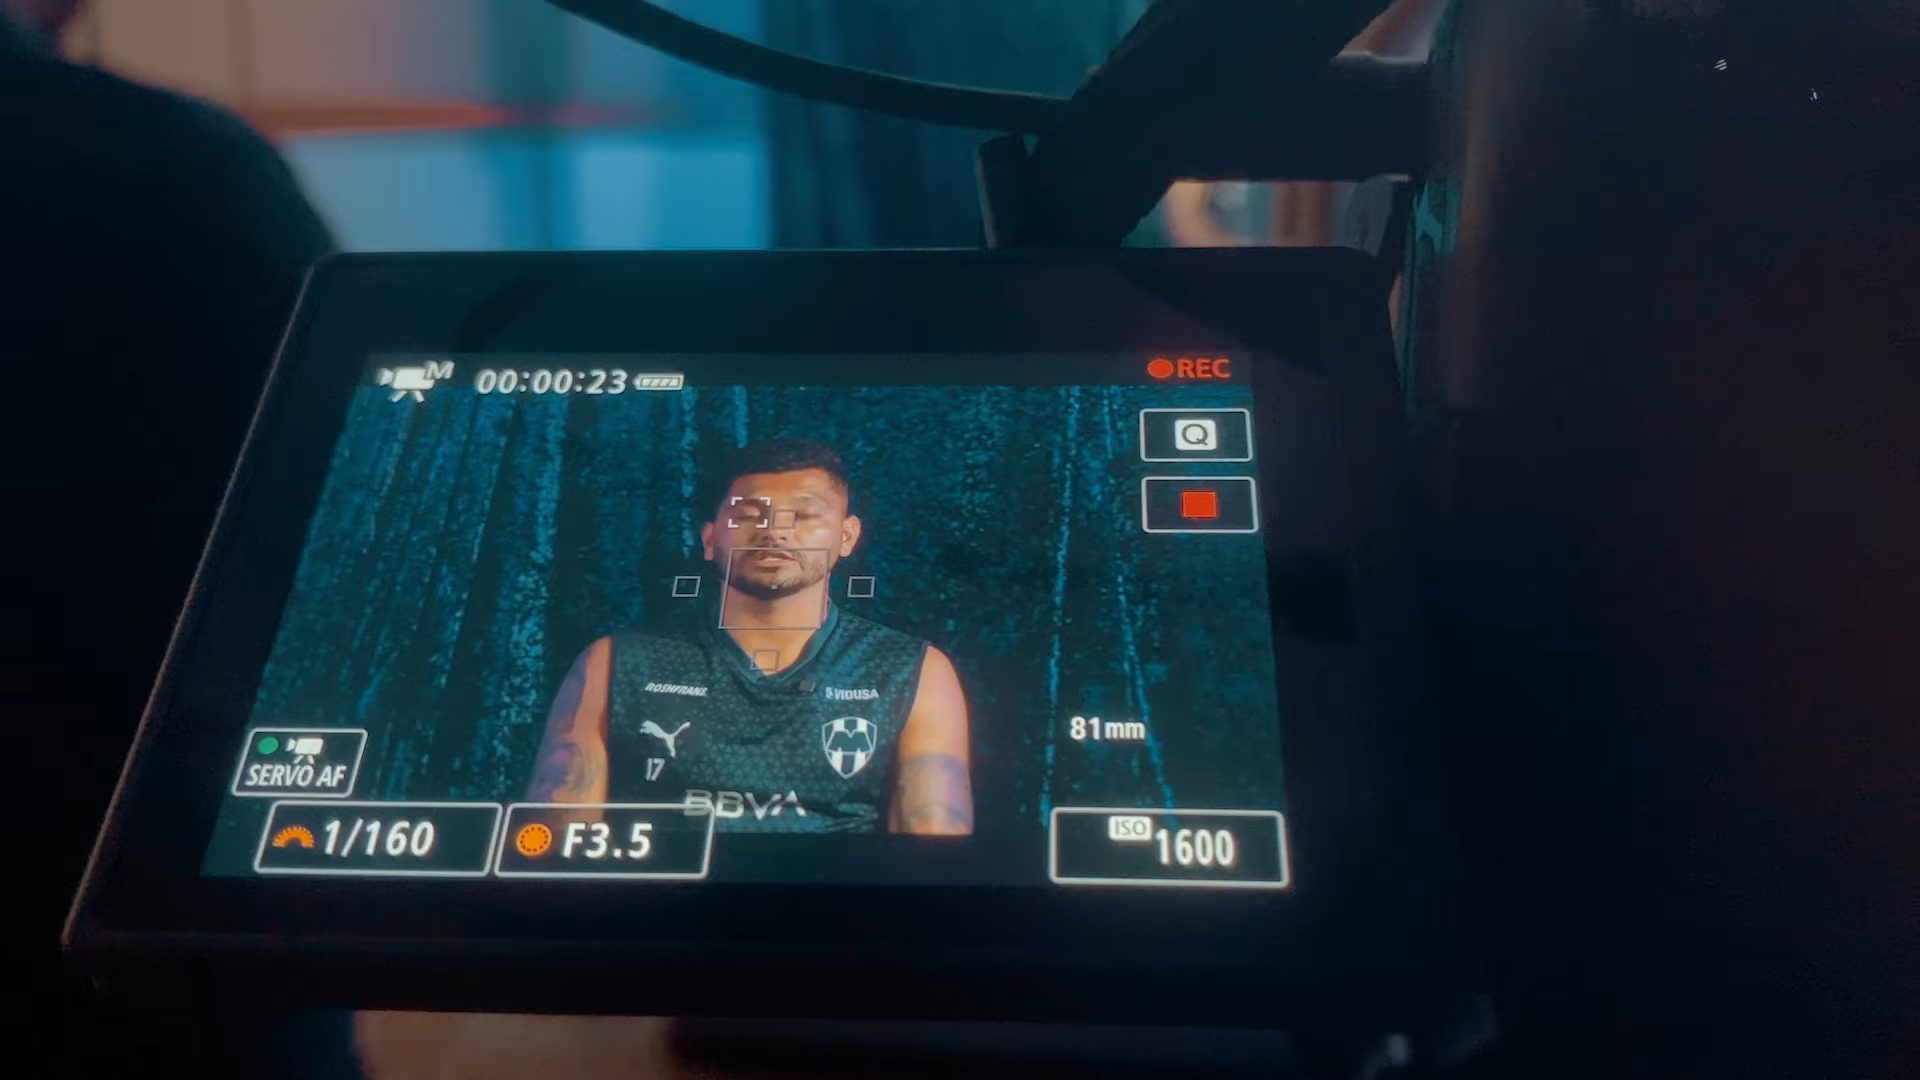 M 00:00:23 REC
Q
ROSHFRANS VIDUSA
17
81mm
SERVO AF
BBVA
1/160 F3.5 ISO 1600